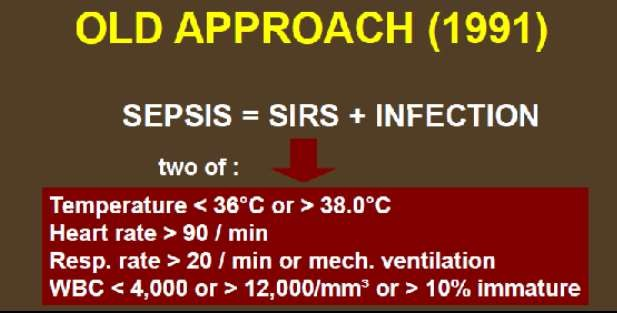 OLD APPROACH (1991)
SEPSIS = SIRS + INFECTION
two of :
Temperature < 36°C or > 38.0°C
Heart rate > 90 / min
Resp. rate > 20 / min or mech. ventilation
WBC < 4,000 or > 12,000/mm³ or > 10% immature